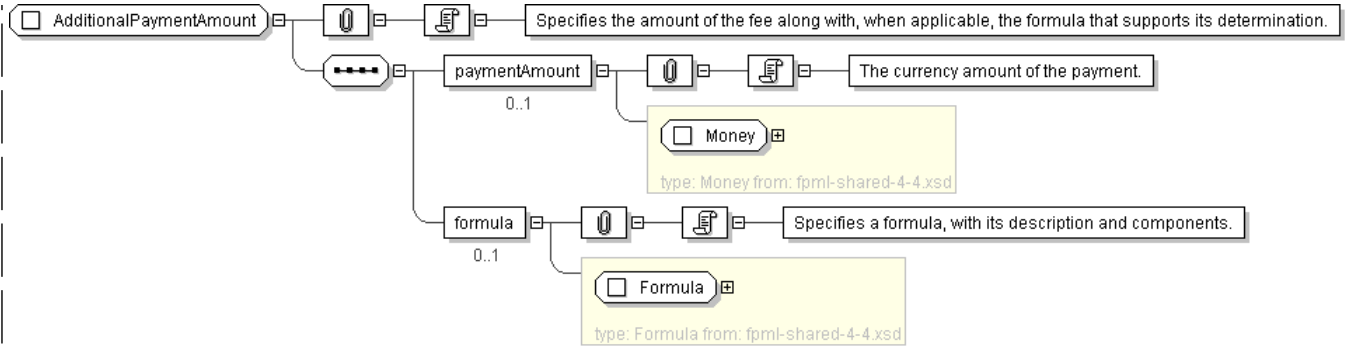 AdditionalPaymentAmount
Specifies the amount of the fee along with, when applicable, the formula that supports its determination.
paymentAmount
The currency amount of the payment.
0..1
Money
type: Money from: fpml-shared-4-4.xsd
formula
Specifies a formula, with its description and components.
0..1
Formula
type: Formula from: fpml-shared-4-4.xsd